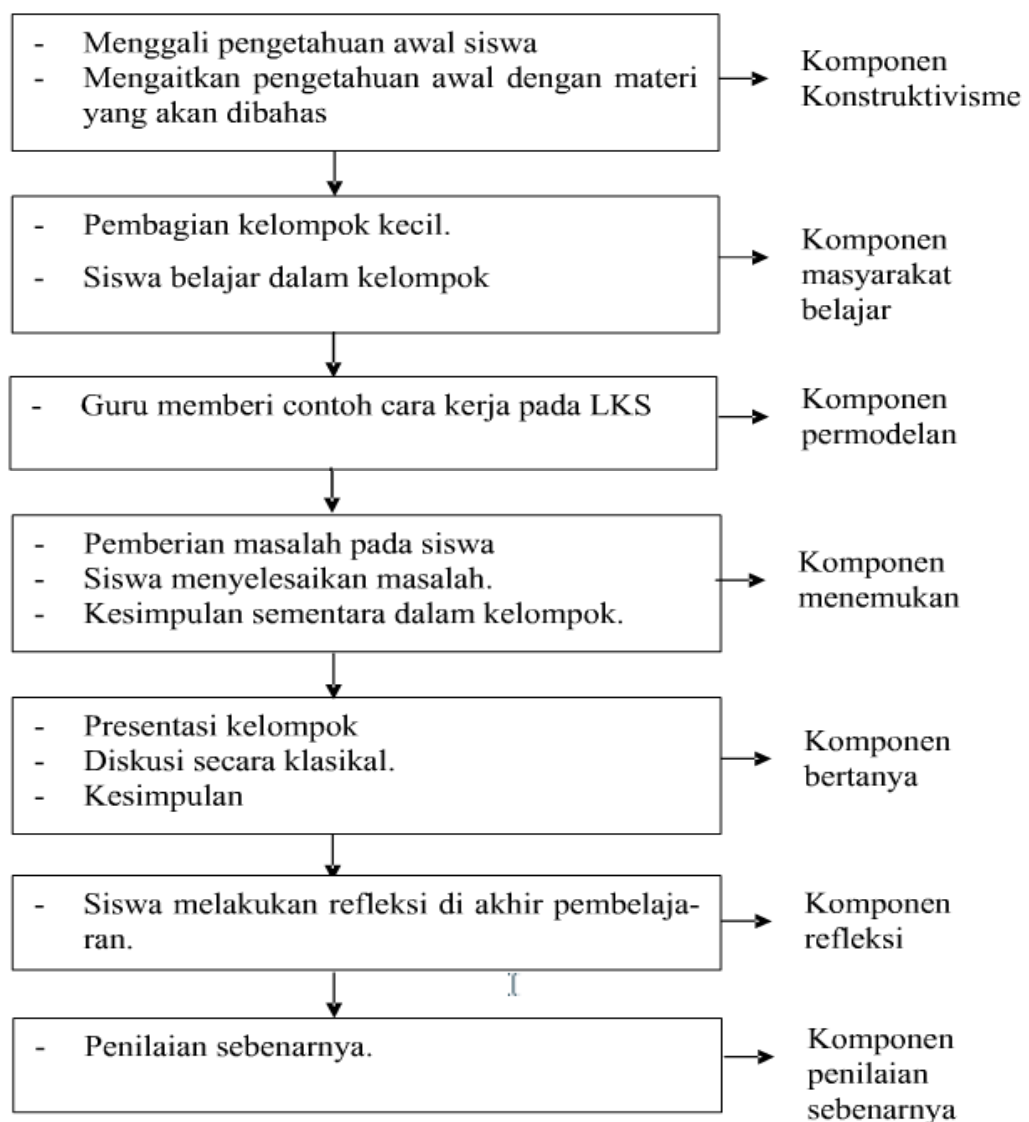 - Menggali pengetahuan awal siswa
- Mengaitkan pengetahuan awal dengan materi
yang akan dibahas
Komponen
Konstruktivisme
- Pembagian kelompok kecil.
- Siswa belajar dalam kelompok
Komponen
masyarakat
belajar
- Guru memberi contoh cara kerja pada LKS
Komponen
permodelan
- Pemberian masalah pada siswa
- Siswa menyelesaikan masalah.
- Kesimpulan sementara dalam kelompok.
Komponen
menemukan
- Presentasi kelompok
- Diskusi secara klasikal.
- Kesimpulan
Komponen
bertanya
- Siswa melakukan refleksi di akhir pembelaja-
ran.
Komponen
refleksi
- Penilaian sebenarnya.
Komponen
penilaian
sebenarnya